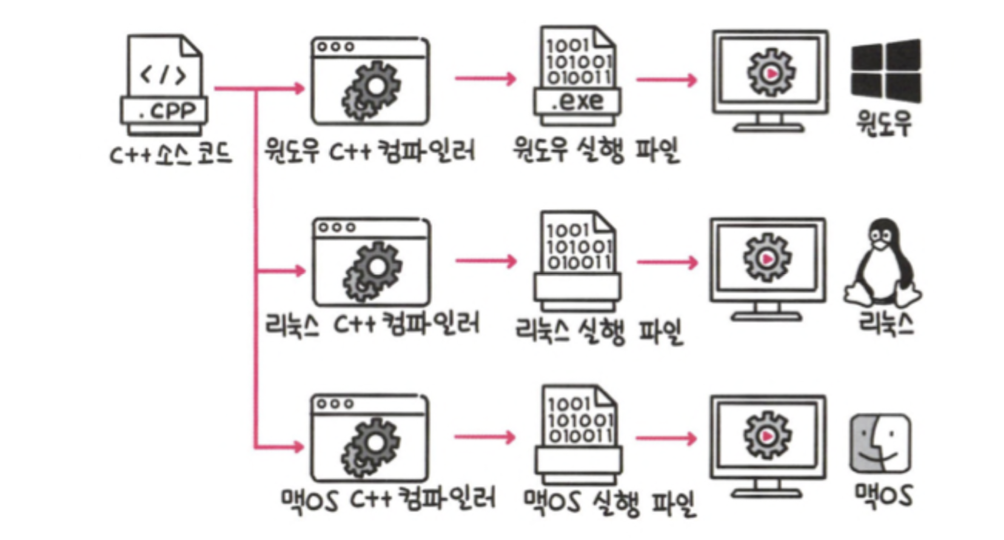 </>
.CPP
C++ 소스 코드
윈도우 C++ 컴파일러
1001
101001
010011
.exe
윈도우 실행 파일
윈도우
리눅스 C++ 컴파일러
1001
101001
010011
리눅스 실행 파일
리눅스
맥OS C++ 컴파일러
1001
101001
010011
맥OS 실행 파일
맥OS